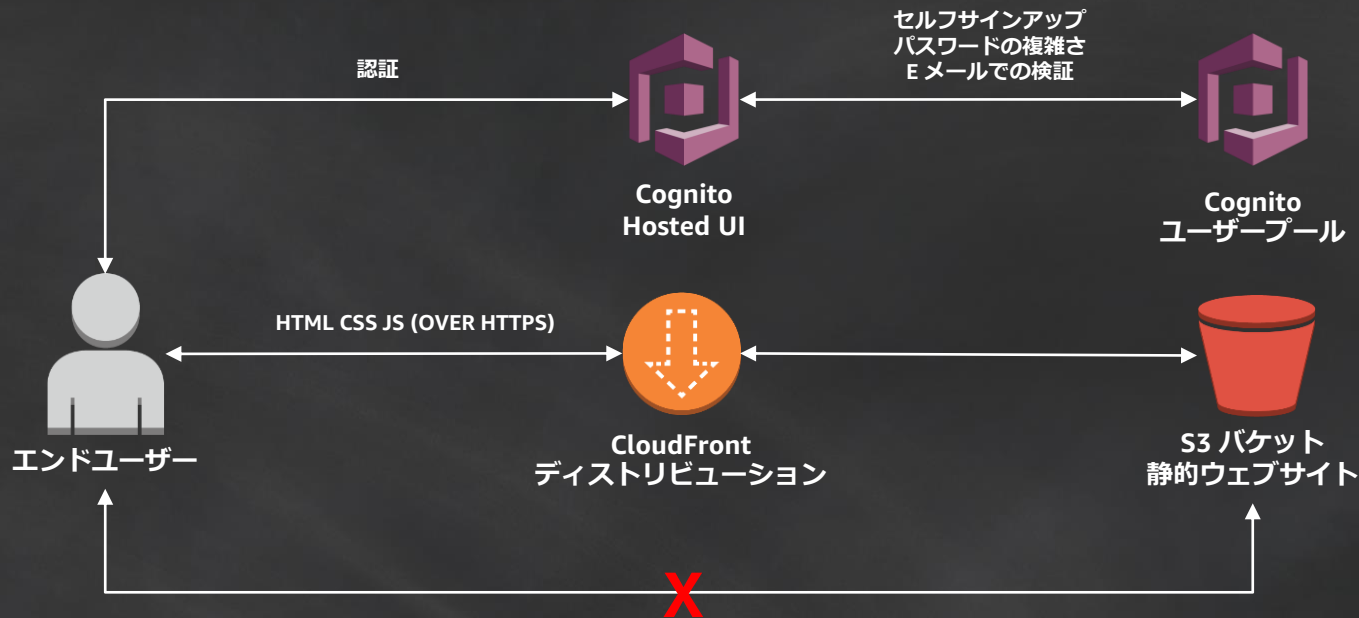 セルフサインアップ
パスワードの複雑さ
E メールでの検証
認証
Cognito
Hosted UI
Cognito
ユーザープール
HTML CSS JS (OVER HTTPS)
エンドユーザー
CloudFront
ディストリビューション
S3 バケット
静的ウェブサイト
X